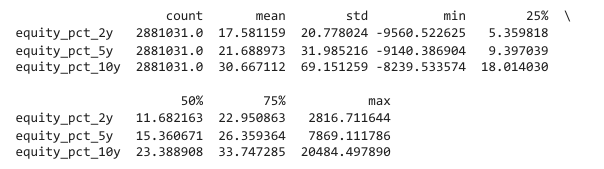 count mean std min 25% \
equity_pct_2y 2881031.0 17.581159 20.778024 -9560.522625 5.359818
equity_pct_5y 2881031.0 21.688973 31.985216 -9140.386904 9.397039
equity_pct_10y 2881031.0 30.667112 69.151259 -8239.533574 18.014030
50% 75% max
equity_pct_2y 11.682163 22.950863 2816.711644
equity_pct_5y 15.360671 26.359364 7869.111786
equity_pct_10y 23.388908 33.747285 20484.497890